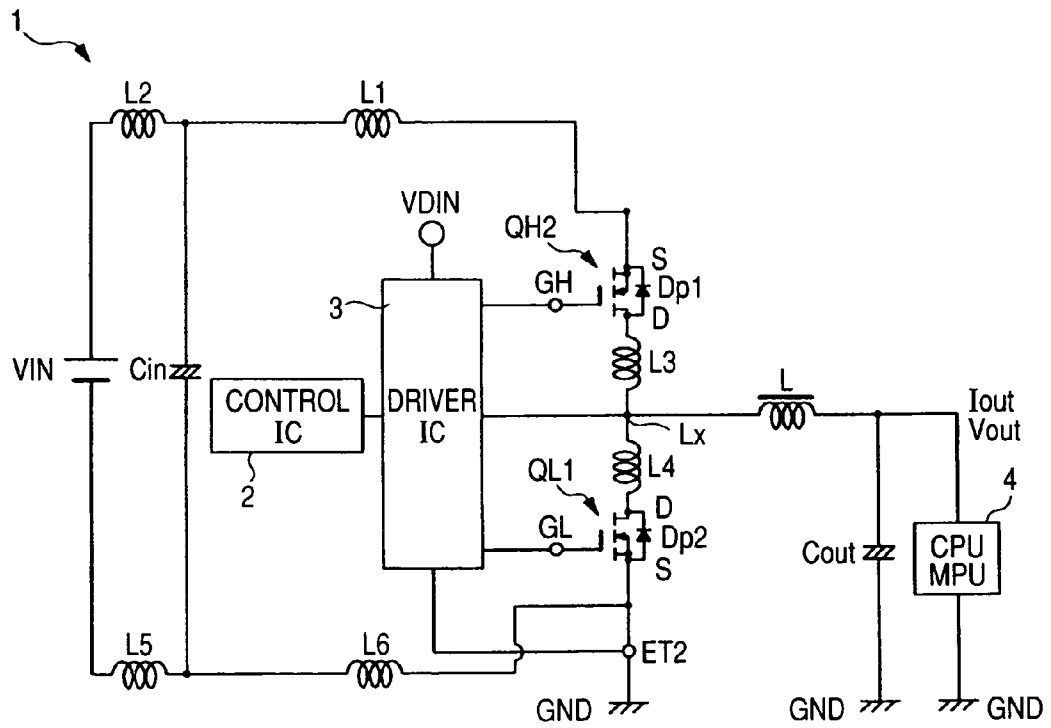 1
L2
L1
VDIN
QH2
S
GH
Dp1
3
D
VIN
Cin
L3
CONTROL
IC
DRIVER
IC
L
Iout
Vout
Lx
2
L4
QL1
4
D
GL
Dp2
Cout
CPU
MPU
S
L5
L6
ET2
GND
GND
GND